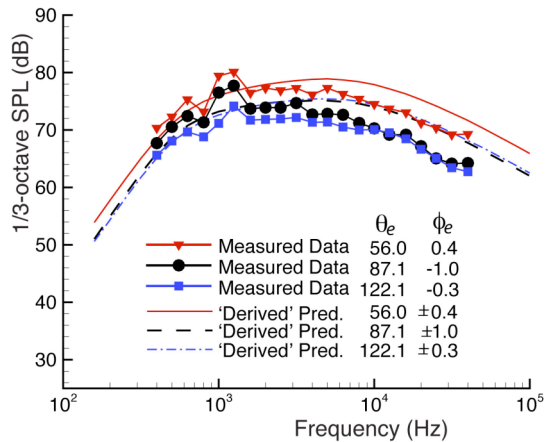 1/3-octave SPL (dB)
90
80
70
60
50
40
30
θe ϕe
Measured Data 56.0 0.4
Measured Data 87.1 -1.0
Measured Data 122.1 -0.3
'Derived' Pred. 56.0 ±0.4
'Derived' Pred. 87.1 ±1.0
'Derived' Pred. 122.1 ±0.3
10² 10³ 10⁴ 10⁵
Frequency (Hz)